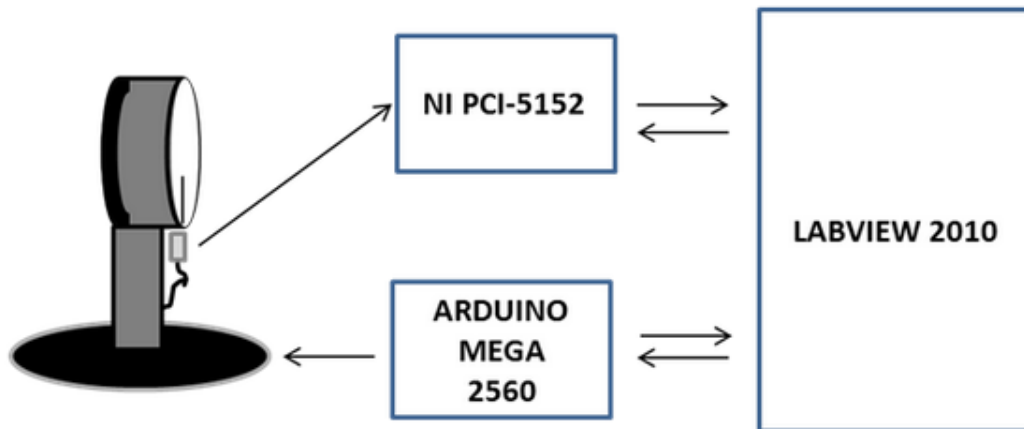 NI PCI-5152
LABVIEW 2010
ARDUINO
MEGA
2560